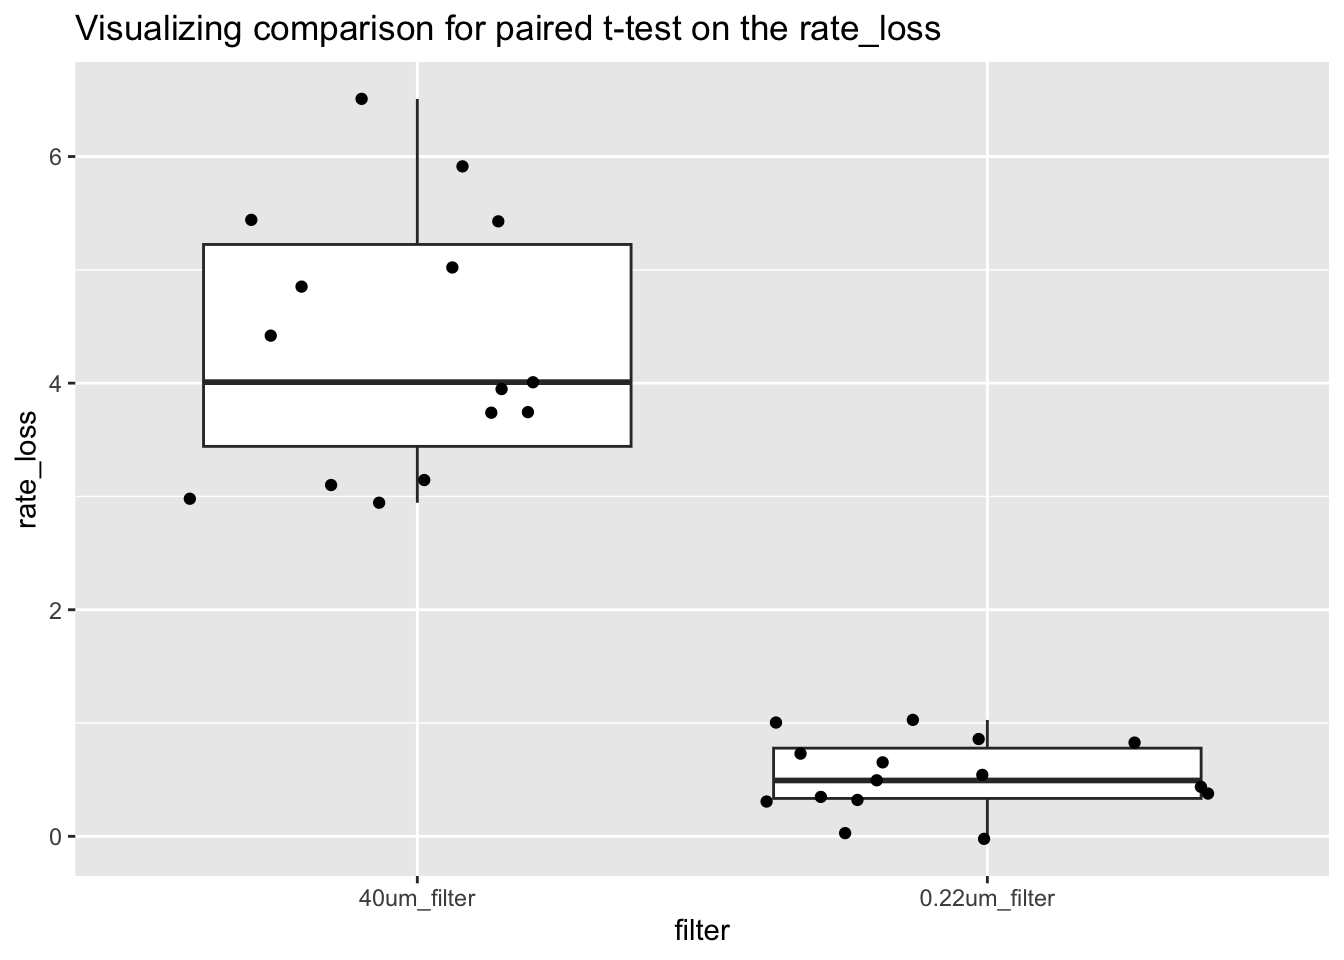 Visualizing comparison for paired t-test on the rate_loss
6
4
2
0
rate_loss
40um_filter
0.22um_filter
filter